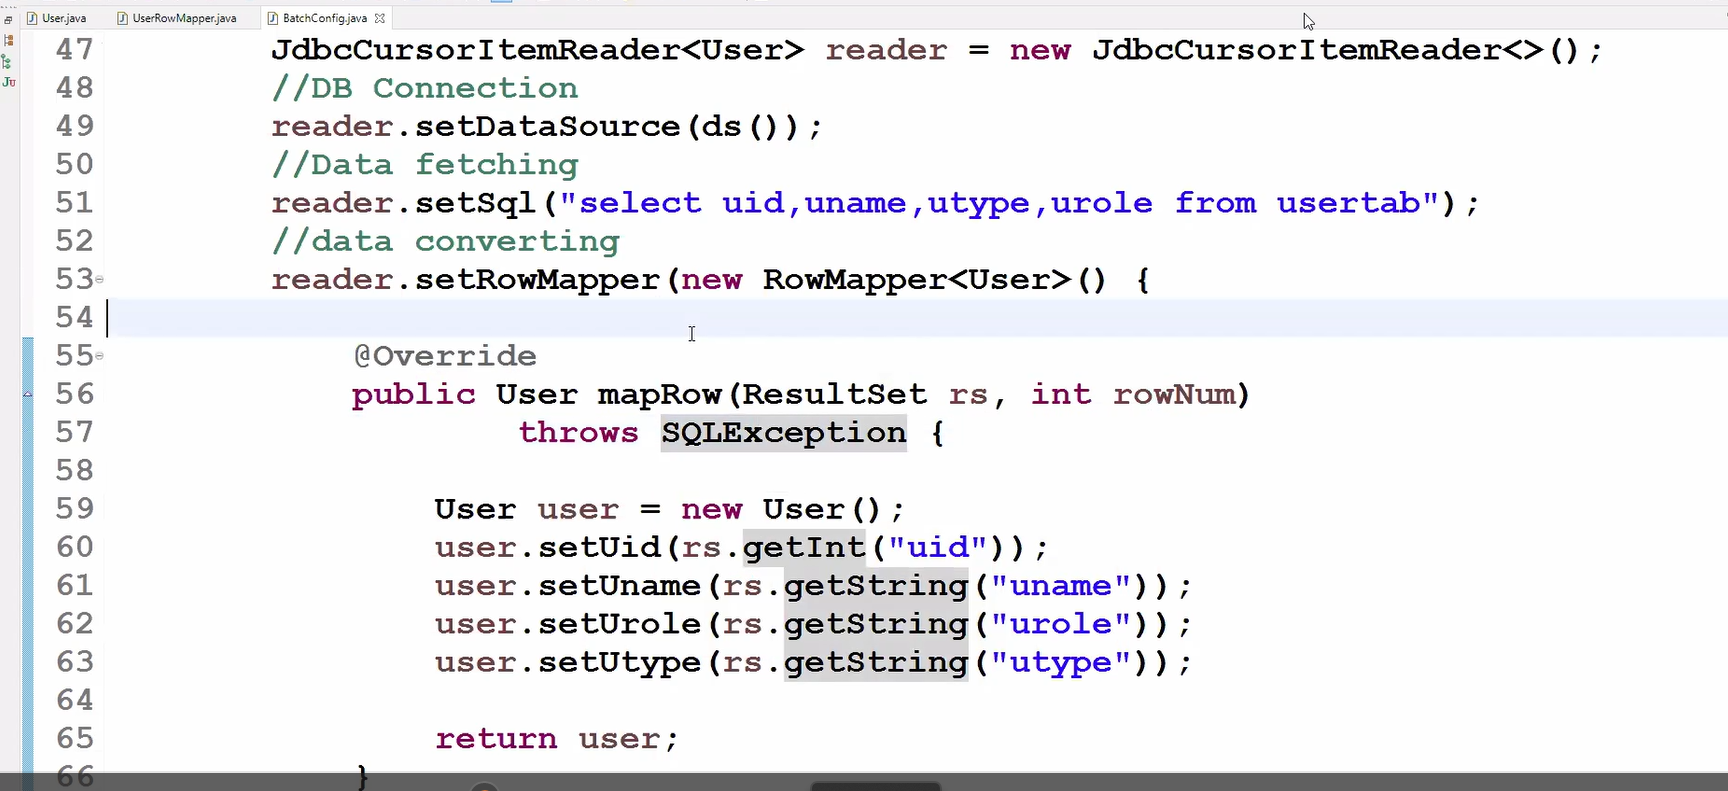 User.java UserRowMapper.java BatchConfig.java
47 JdbcCursorItemReader<User> reader = new JdbcCursorItemReader<>();
48 //DB Connection
49 reader.setDataSource(ds());
50 //Data fetching
51 reader.setSql("select uid,uname,utype,urole from usertab");
52 //data converting
53 reader.setRowMapper(new RowMapper<User>() {
54
55 @Override
56 public User mapRow(ResultSet rs, int rowNum)
57 throws SQLException {
58
59 User user = new User();
60 user.setUid(rs.getInt("uid"));
61 user.setUname(rs.getString("uname"));
62 user.setUrole(rs.getString("urole"));
63 user.setUtype(rs.getString("utype"));
64
65 return user;
66 }